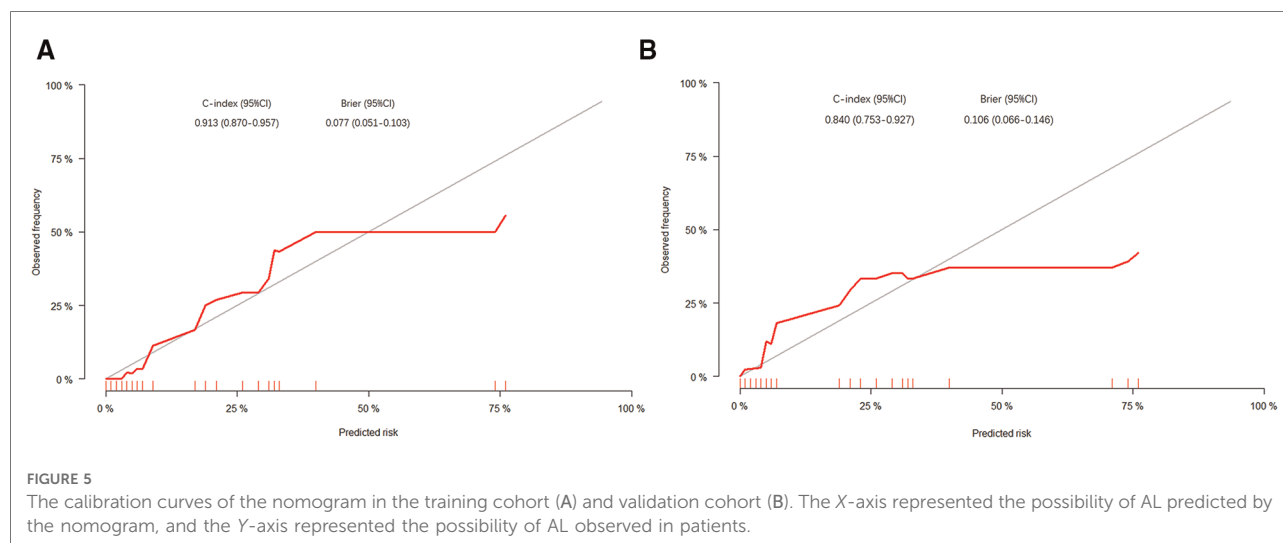 A
100 %
C-index (95%CI) Brier (95%CI)
0.913 (0.870-0.957) 0.077 (0.051-0.103)
75 %
Observed frequency
50 %
25 %
0 %
0 % 25 % 50 % 75 % 100 %
Predicted risk
B
100 %
C-index (95%CI) Brier (95%CI)
0.840 (0.753-0.927) 0.106 (0.066-0.146)
75 %
Observed frequency
50 %
25 %
0 %
0 % 25 % 50 % 75 % 100 %
Predicted risk
FIGURE 5
The calibration curves of the nomogram in the training cohort (A) and validation cohort (B). The X-axis represented the possibility of AL predicted by
the nomogram, and the Y-axis represented the possibility of AL observed in patients.